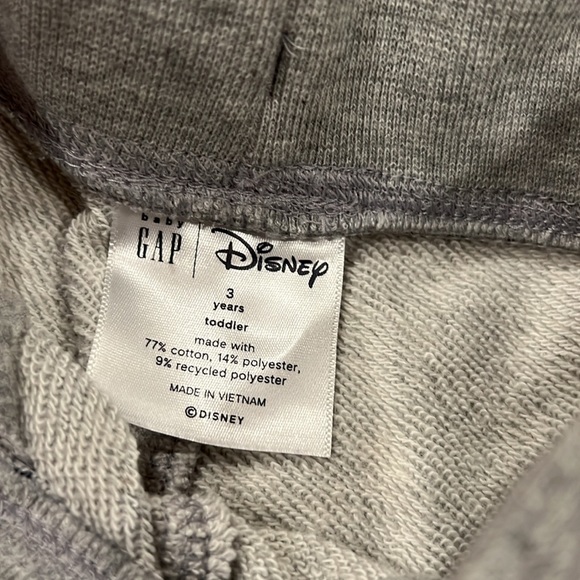 baby
GAP | Disney
3
years
toddler
made with
77% cotton, 14% polyester,
9% recycled polyester
MADE IN VIETNAM
©DISNEY